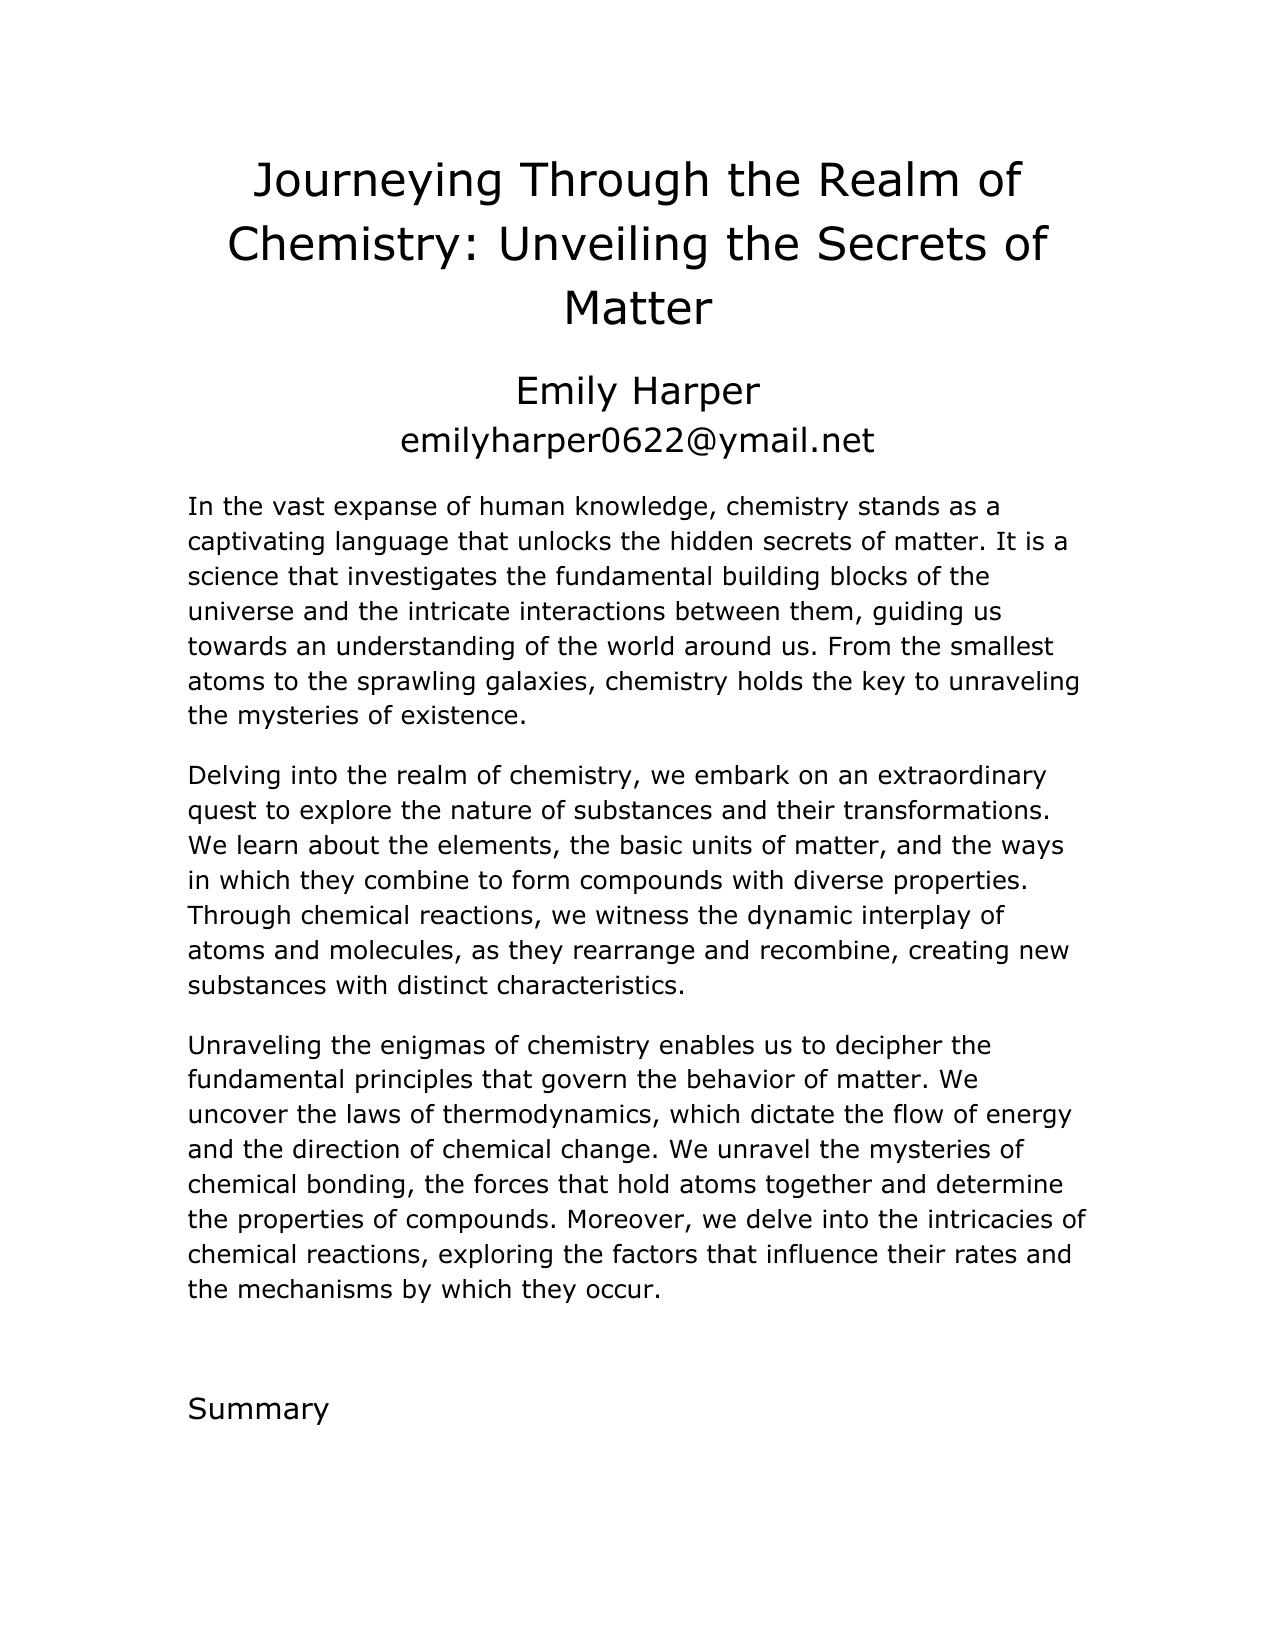 Journeying Through the Realm of
Chemistry: Unveiling the Secrets of
Matter
Emily Harper
emilyharper0622@ymail.net
In the vast expanse of human knowledge, chemistry stands as a
captivating language that unlocks the hidden secrets of matter. It is a
science that investigates the fundamental building blocks of the
universe and the intricate interactions between them, guiding us
towards an understanding of the world around us. From the smallest
atoms to the sprawling galaxies, chemistry holds the key to unraveling
the mysteries of existence.
Delving into the realm of chemistry, we embark on an extraordinary
quest to explore the nature of substances and their transformations.
We learn about the elements, the basic units of matter, and the ways
in which they combine to form compounds with diverse properties.
Through chemical reactions, we witness the dynamic interplay of
atoms and molecules, as they rearrange and recombine, creating new
substances with distinct characteristics.
Unraveling the enigmas of chemistry enables us to decipher the
fundamental principles that govern the behavior of matter. We
uncover the laws of thermodynamics, which dictate the flow of energy
and the direction of chemical change. We unravel the mysteries of
chemical bonding, the forces that hold atoms together and determine
the properties of compounds. Moreover, we delve into the intricacies of
chemical reactions, exploring the factors that influence their rates and
the mechanisms by which they occur.
Summary